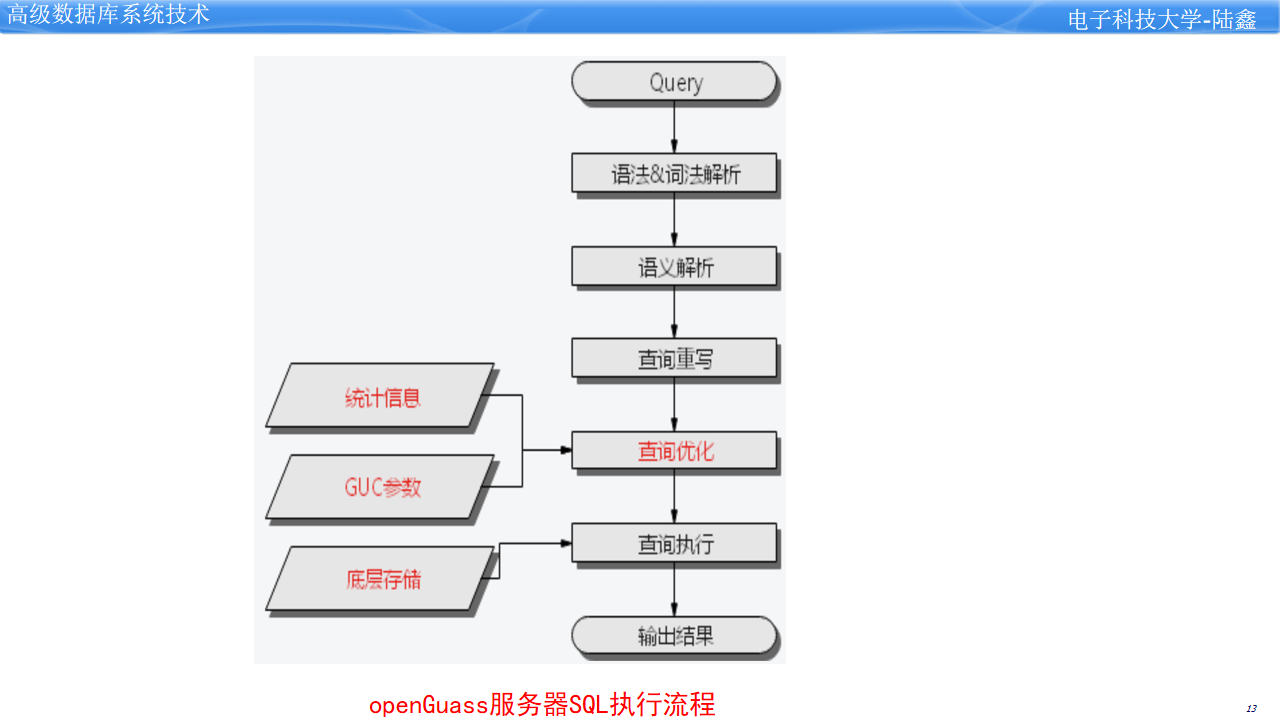 高级数据库系统技术
电子科技大学-陆鑫
Query
语法&词法解析
语义解析
查询重写
统计信息
查询优化
GUC参数
查询执行
底层存储
输出结果
openGuass服务器SQL执行流程
13